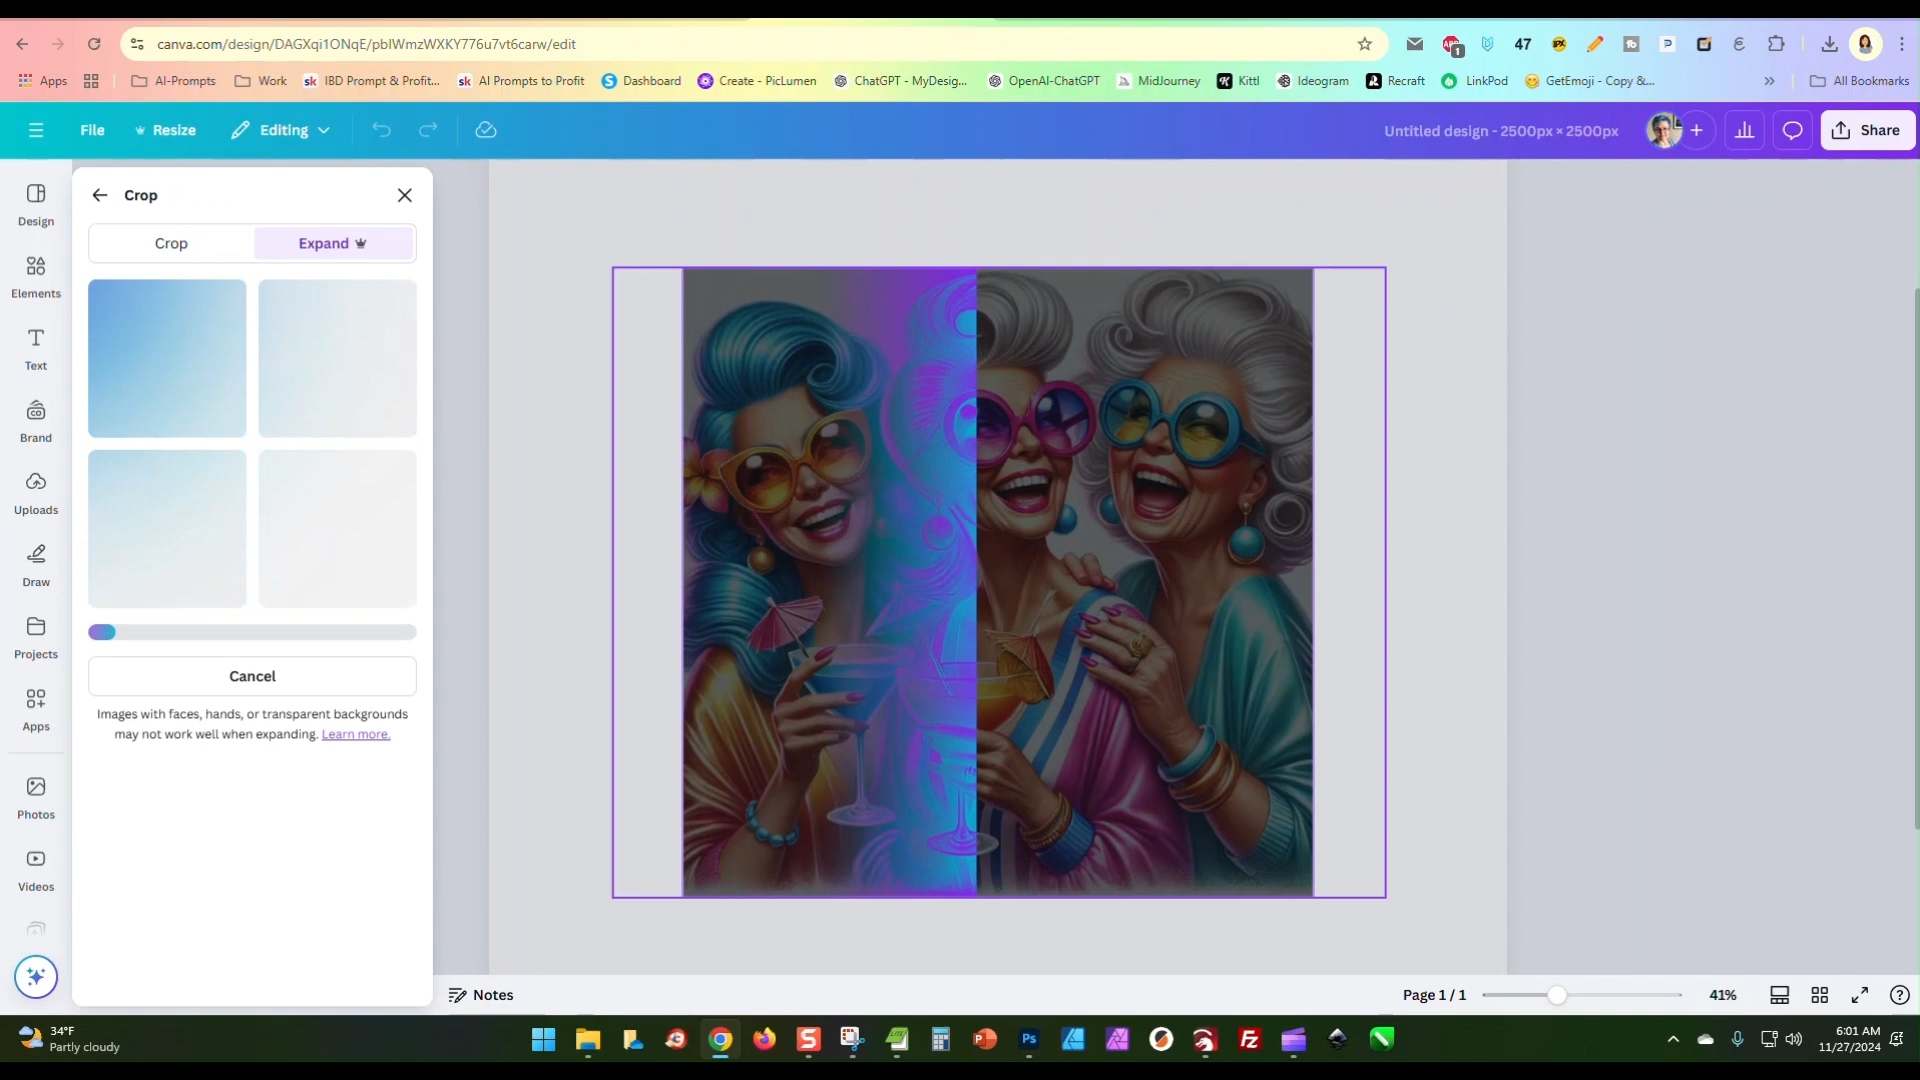 canva.com/design/DAGXqi1ONqE/pbIWmzWXKY776u7vt6carw/edit
1
47
Apps
AI-Prompts
Work
sk IBD Prompt & Profit...
sk AI Prompts to Profit
Dashboard
Create - PicLumen
ChatGPT - MyDesig...
OpenAI-ChatGPT
MidJourney
Kittl
Ideogram
Recraft
LinkPod
GetEmoji - Copy &...
All Bookmarks
File
Resize
Editing
Untitled design - 2500px × 2500px
Share
Design
Elements
Text
Brand
Uploads
Draw
Projects
Apps
Photos
Videos
Crop
Crop
Expand
Cancel
Images with faces, hands, or transparent backgrounds
may not work well when expanding. Learn more.
Notes
Page 1 / 1
41%
34°F
Partly cloudy
6:01 AM
11/27/2024